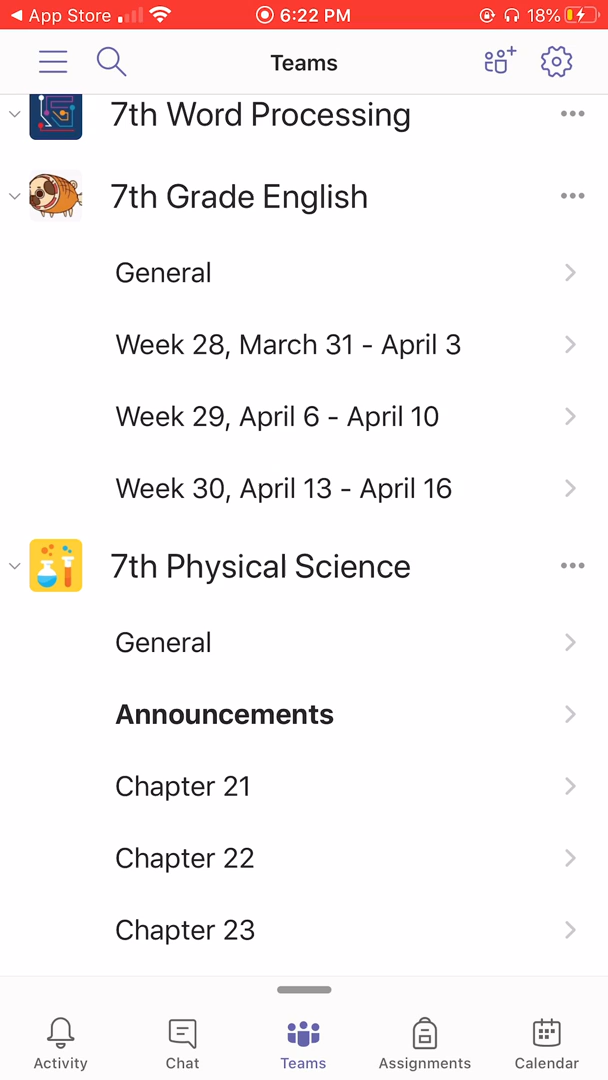 App Store 6:22 PM 18%
Teams
7th Word Processing
7th Grade English
General
Week 28, March 31 - April 3
Week 29, April 6 - April 10
Week 30, April 13 - April 16
7th Physical Science
General
Announcements
Chapter 21
Chapter 22
Chapter 23
Activity Chat Teams Assignments Calendar